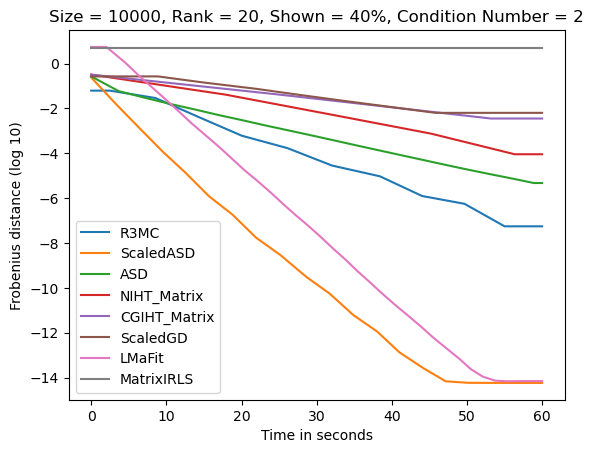 Size = 10000, Rank = 20, Shown = 40%, Condition Number = 2
Frobenius distance (log 10)
0
−2
−4
−6
−8
−10
−12
−14
R3MC
ScaledASD
ASD
NIHT_Matrix
CGIHT_Matrix
ScaledGD
LMaFit
MatrixIRLS
0 10 20 30 40 50 60
Time in seconds